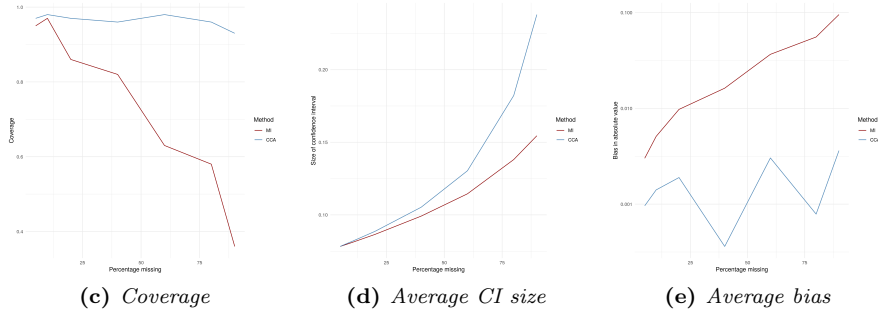 1.0
0.8
0.6
0.4
Coverage
25
50
75
Percentage missing
Method
MI
CCA
(c) Coverage
0.20
0.15
0.10
Size of confidence interval
25
50
75
Percentage missing
Method
MI
CCA
(d) Average CI size
0.100
0.010
0.001
Bias in absolute value
25
50
75
Percentage missing
Method
MI
CCA
(e) Average bias